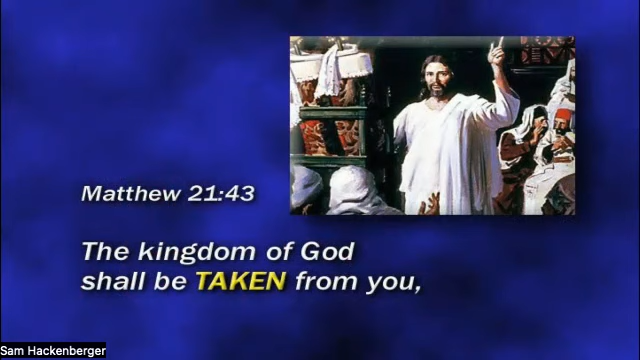 Matthew 21:43
The kingdom of God
shall be TAKEN from you,
Sam Hackenberger